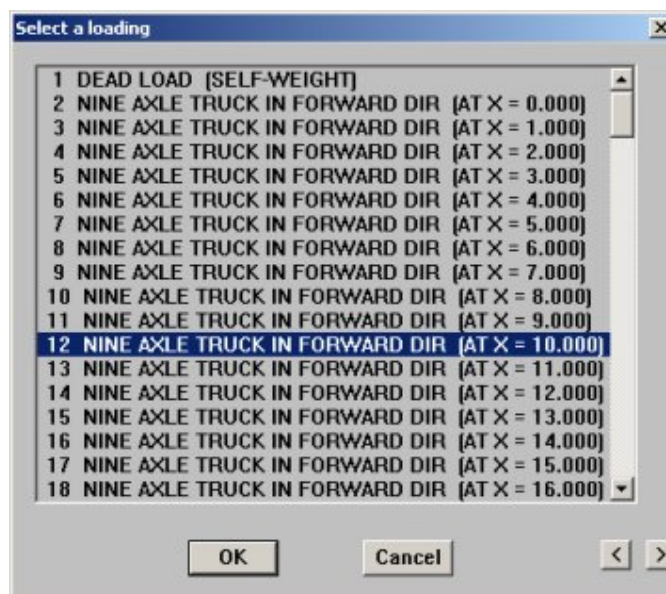 Select a loading
1 DEAD LOAD (SELF-WEIGHT)
2 NINE AXLE TRUCK IN FORWARD DIR (AT X = 0.000)
3 NINE AXLE TRUCK IN FORWARD DIR (AT X = 1.000)
4 NINE AXLE TRUCK IN FORWARD DIR (AT X = 2.000)
5 NINE AXLE TRUCK IN FORWARD DIR (AT X = 3.000)
6 NINE AXLE TRUCK IN FORWARD DIR (AT X = 4.000)
7 NINE AXLE TRUCK IN FORWARD DIR (AT X = 5.000)
8 NINE AXLE TRUCK IN FORWARD DIR (AT X = 6.000)
9 NINE AXLE TRUCK IN FORWARD DIR (AT X = 7.000)
10 NINE AXLE TRUCK IN FORWARD DIR (AT X = 8.000)
11 NINE AXLE TRUCK IN FORWARD DIR (AT X = 9.000)
12 NINE AXLE TRUCK IN FORWARD DIR (AT X = 10.000)
13 NINE AXLE TRUCK IN FORWARD DIR (AT X = 11.000)
14 NINE AXLE TRUCK IN FORWARD DIR (AT X = 12.000)
15 NINE AXLE TRUCK IN FORWARD DIR (AT X = 13.000)
16 NINE AXLE TRUCK IN FORWARD DIR (AT X = 14.000)
17 NINE AXLE TRUCK IN FORWARD DIR (AT X = 15.000)
18 NINE AXLE TRUCK IN FORWARD DIR (AT X = 16.000)
OK Cancel < >